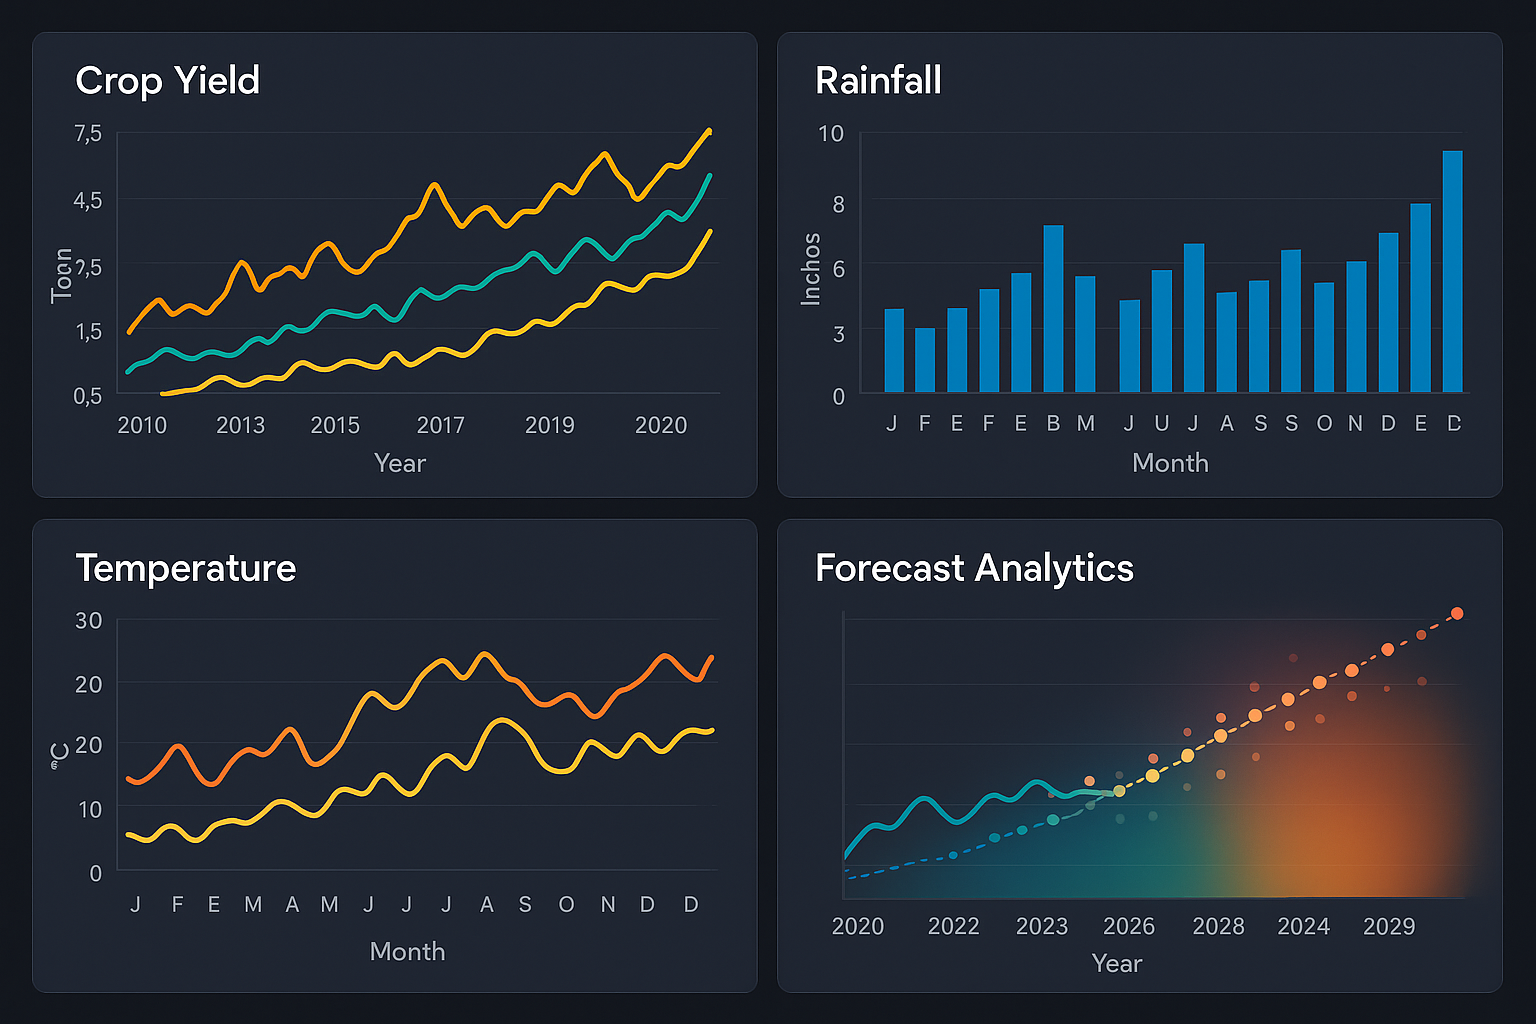 Crop Yield
7,5
4,5
7,5
1,5
0,5
Toan
2010 2013 2015 2017 2019 2020
Year
Rainfall
10
8
6
3
0
Inchos
J F E F E B M J U J A S S O N D E D
Month
Temperature
30
20
20
10
0
°C
J F E M A M J J J A S O N D D
Month
Forecast Analytics
2020 2022 2023 2026 2028 2024 2029
Year